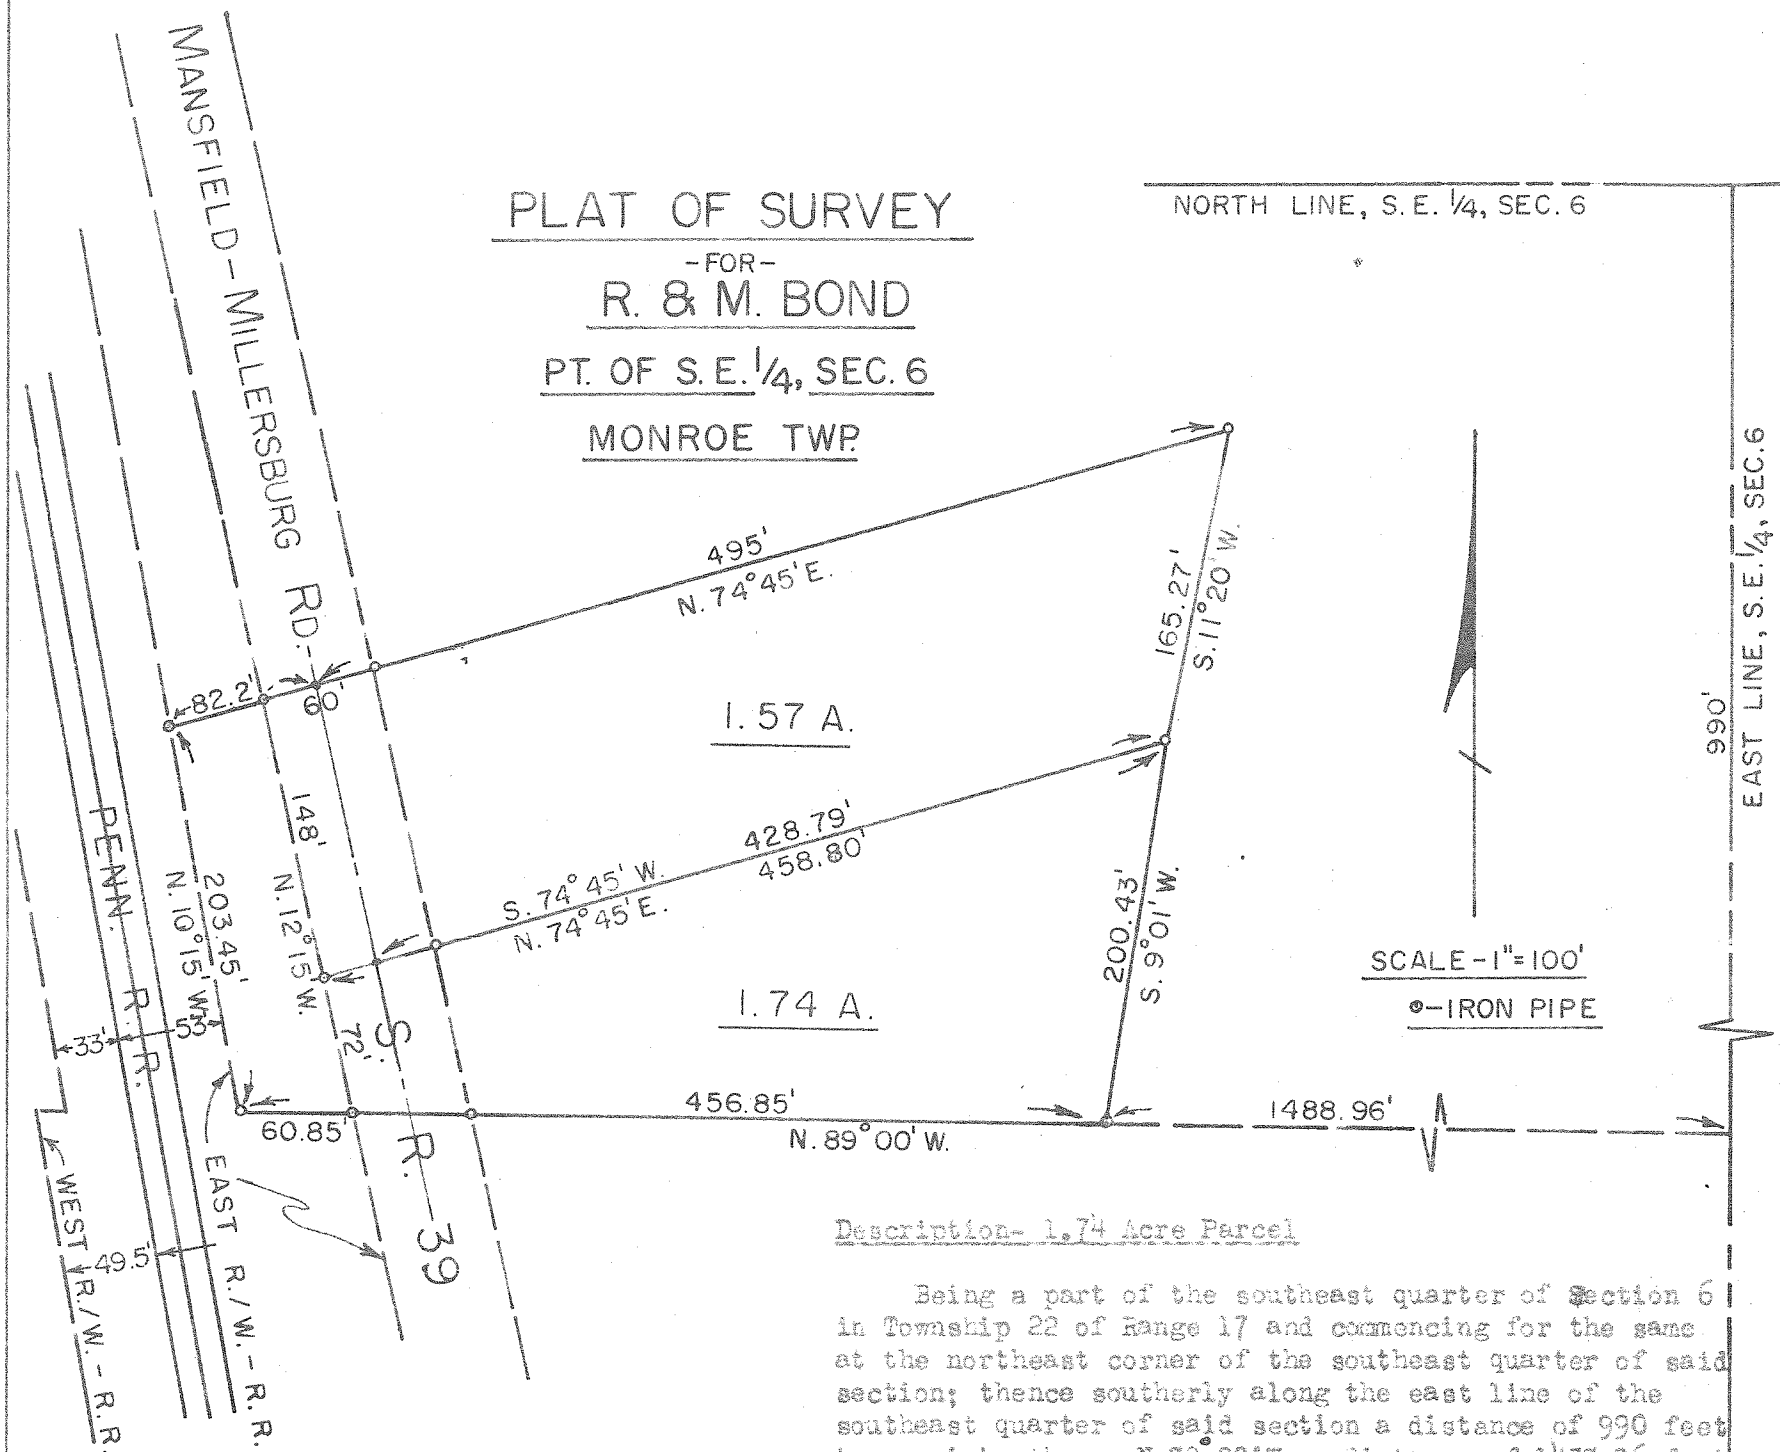 PLAT OF SURVEY
-FOR-
R. & M. BOND
PT. OF S.E. 1/4, SEC. 6
MONROE TWP.
NORTH LINE, S.E. 1/4, SEC. 6
EAST LINE, S.E. 1/4, SEC. 6
990'
MANSFIELD-MILLERSBURG RD.
S. R. 39
PENN. R. R.
495'
N. 74°45' E.
165.27'
S. 11°20' W.
82.2'
60'
1.57 A.
148'
N. 12°15' W.
203.45'
N. 10°15' W.
428.79'
S. 74°45' W.
458.80'
N. 74°45' E.
200.43'
S. 9°01' W.
1.74 A.
72'
33'
53'
456.85'
N. 89°00' W.
60.85'
1488.96'
SCALE-1"=100'
-IRON PIPE
EAST R./W.-R.R.
WEST R./W.-R.R.
49.5'
Description- 1.74 Acre Parcel
Being a part of the southeast quarter of Section 6
in Township 22 of Range 17 and commencing for the same
at the northeast corner of the southeast quarter of said
section; thence southerly along the east line of the
southeast quarter of said section a distance of 990 feet